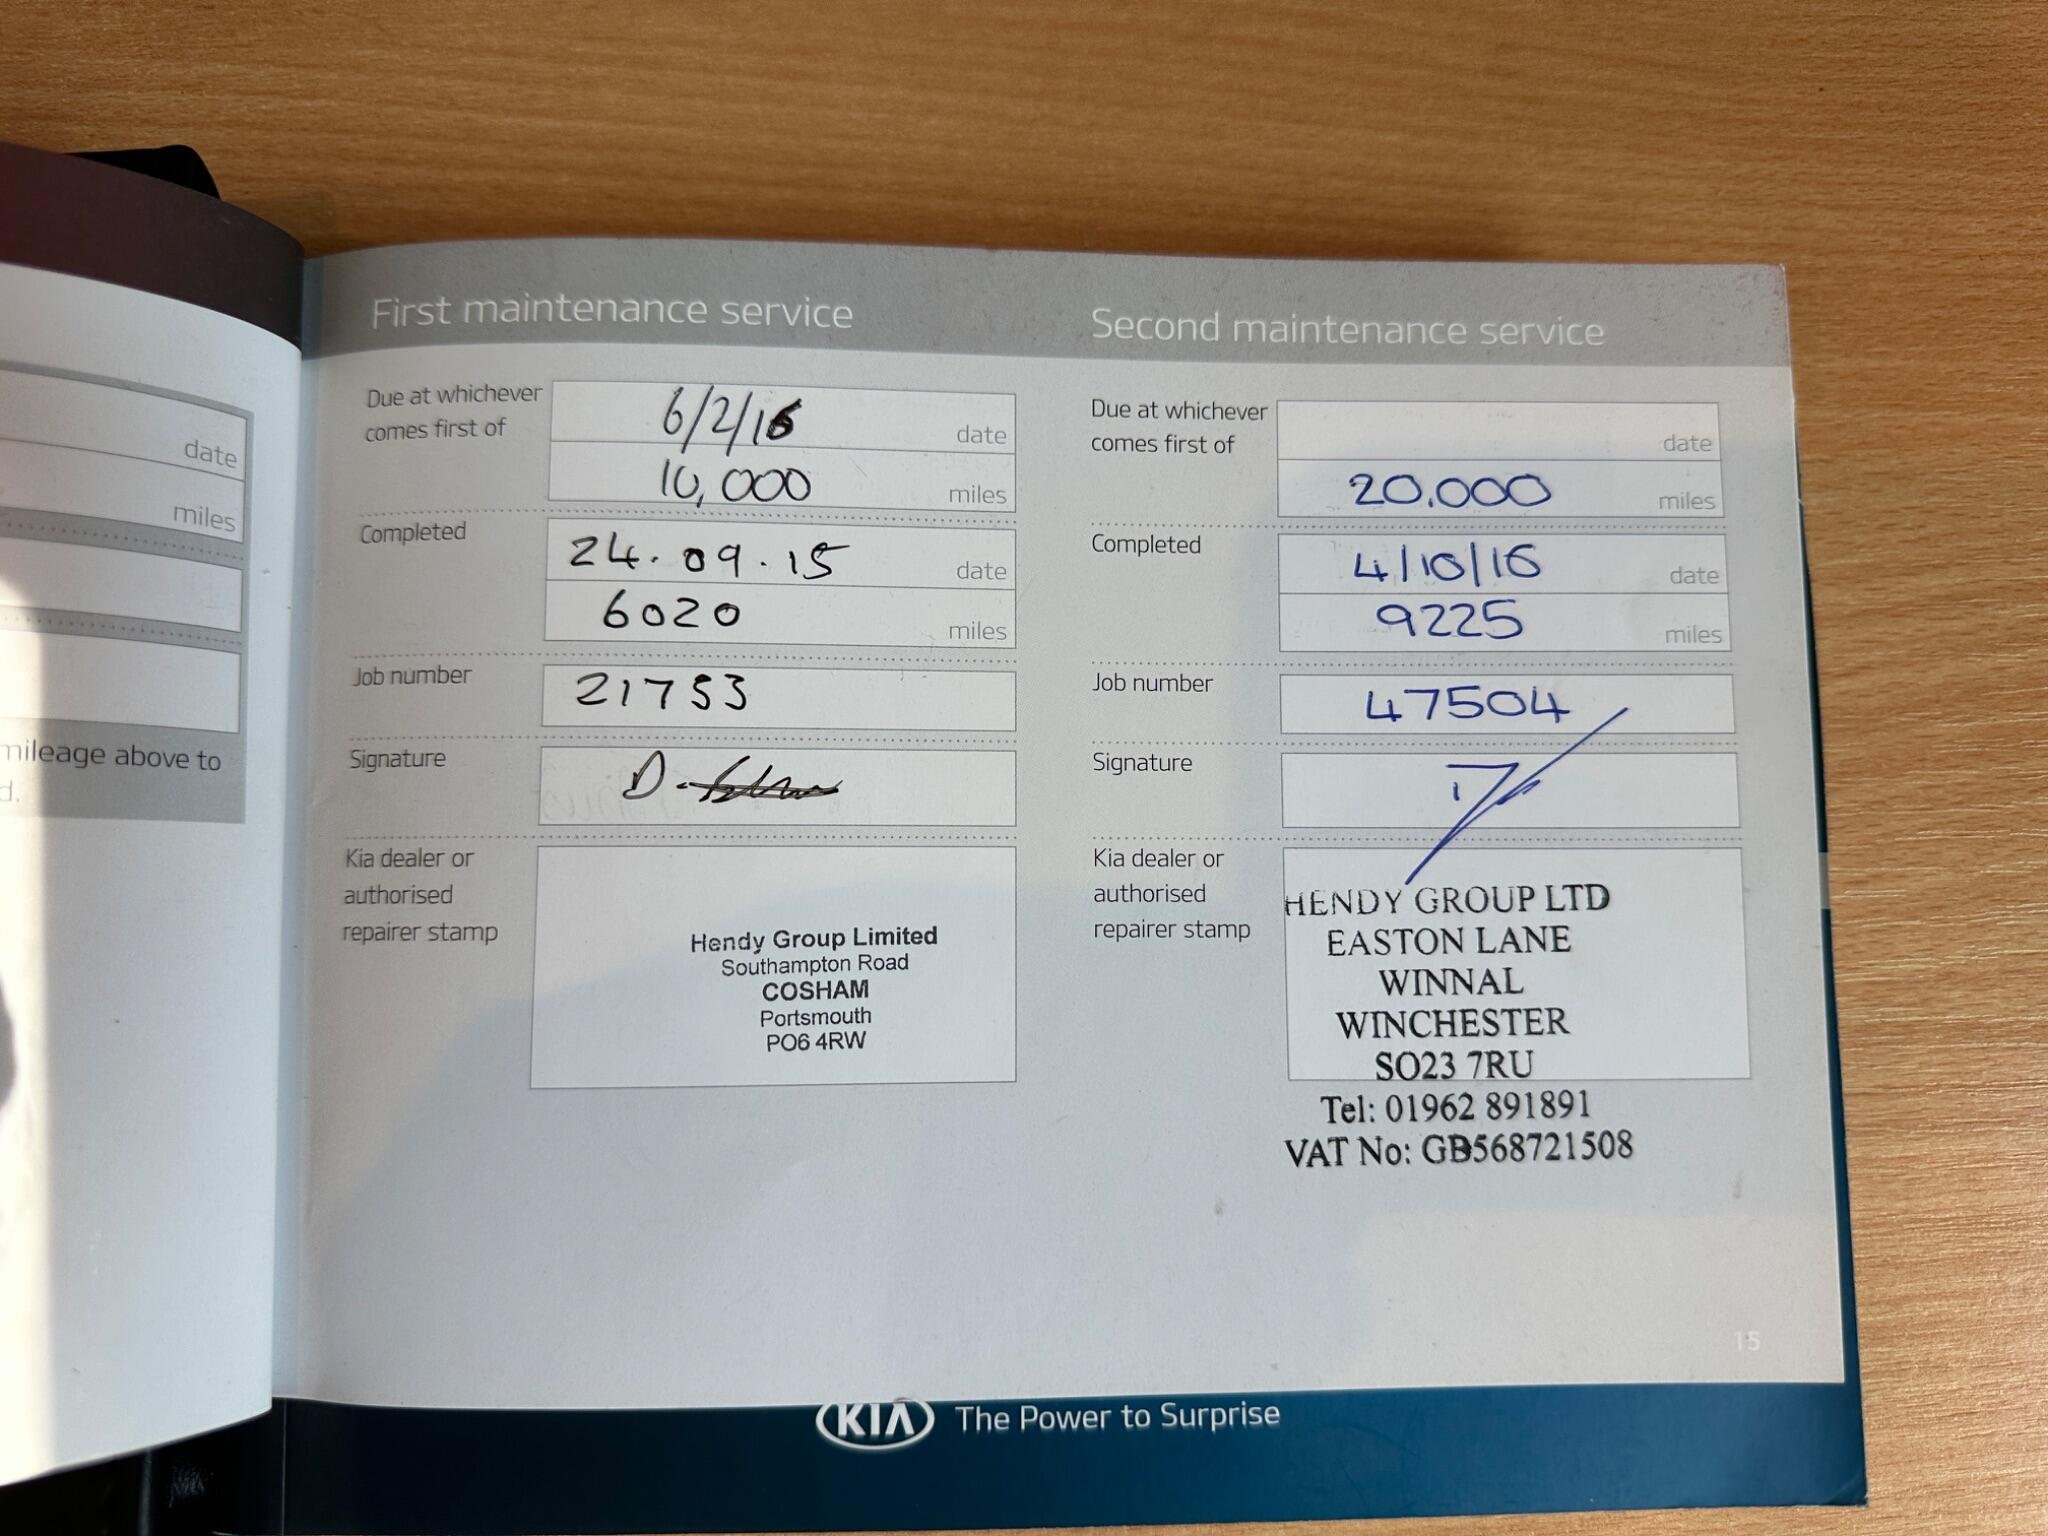 date
miles
mileage above to
d.
First maintenance service
Due at whichever
comes first of
6/2/16 date
10,000 miles
Completed
24.09.15 date
6020 miles
Job number
21753
Signature
D.
Kia dealer or
authorised
repairer stamp
Hendy Group Limited
Southampton Road
COSHAM
Portsmouth
PO6 4RW
Second maintenance service
Due at whichever
comes first of
date
20.000 miles
Completed
4/10/16 date
9225 miles
Job number
47504
Signature
Kia dealer or
authorised
repairer stamp
HENDY GROUP LTD
EASTON LANE
WINNAL
WINCHESTER
SO23 7RU
Tel: 01962 891891
VAT No: GB568721508
15
KIA The Power to Surprise